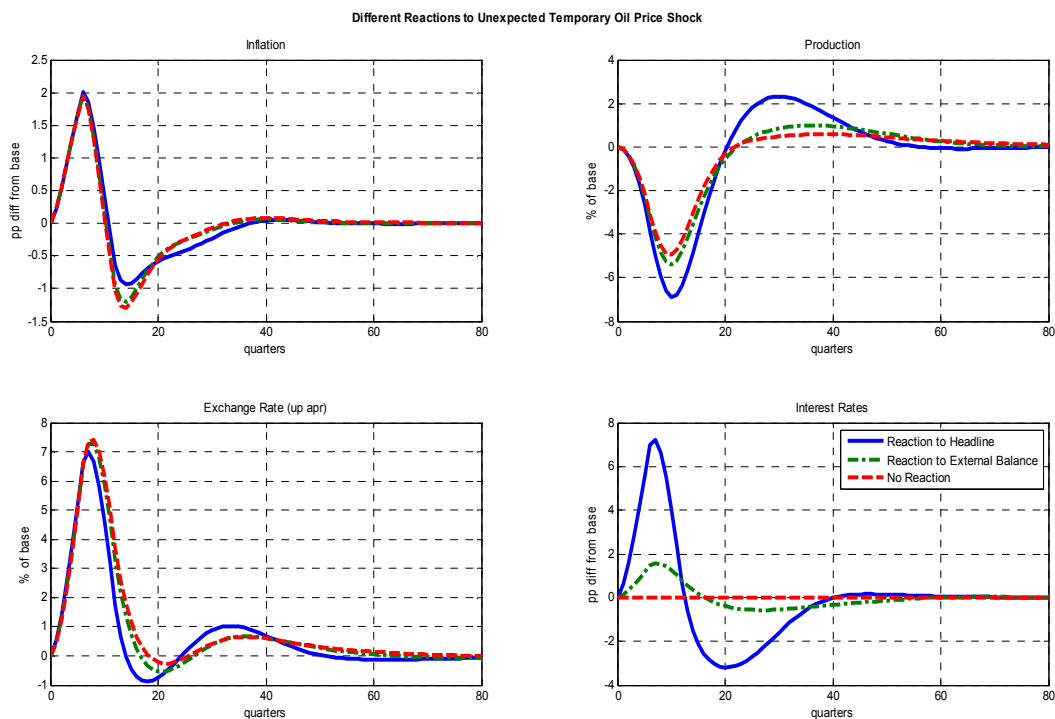 Different Reactions to Unexpected Temporary Oil Price Shock
Inflation
pp diff from base
2.5
2
1.5
1
0.5
0
-0.5
-1
-1.5
0 20 40 60 80
quarters
Production
% of base
4
2
0
-2
-4
-6
-8
0 20 40 60 80
quarters
Exchange Rate (up apr)
% of base
8
7
6
5
4
3
2
1
0
-1
0 20 40 60 80
quarters
Interest Rates
pp diff from base
8
6
4
2
0
-2
-4
0 20 40 60 80
quarters
Reaction to Headline
Reaction to External Balance
No Reaction